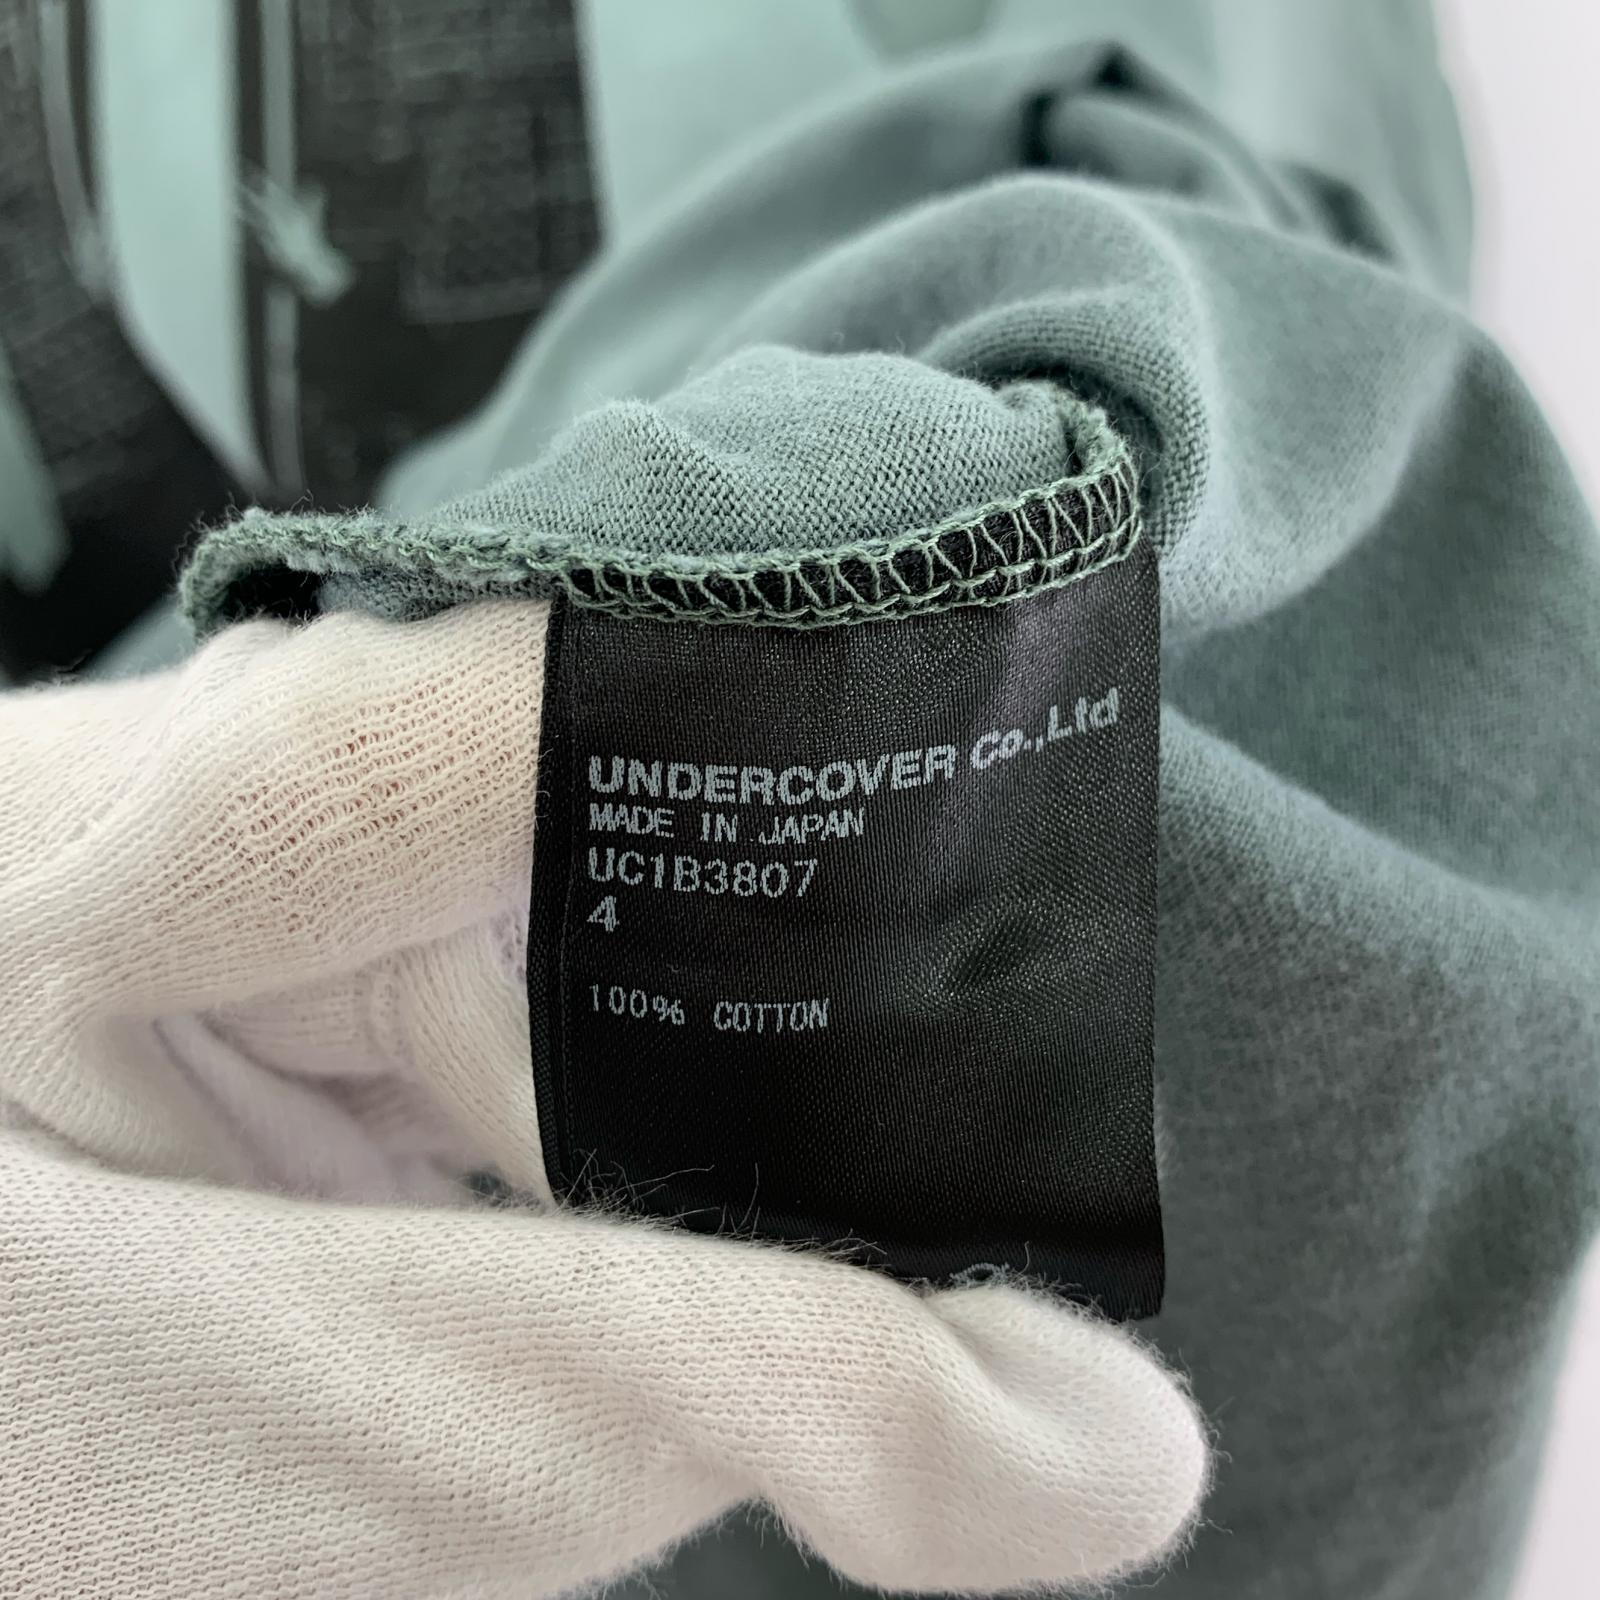 UNDERCOVER Co.,Ltd
MADE IN JAPAN
UC1B3807
4
100% COTTON